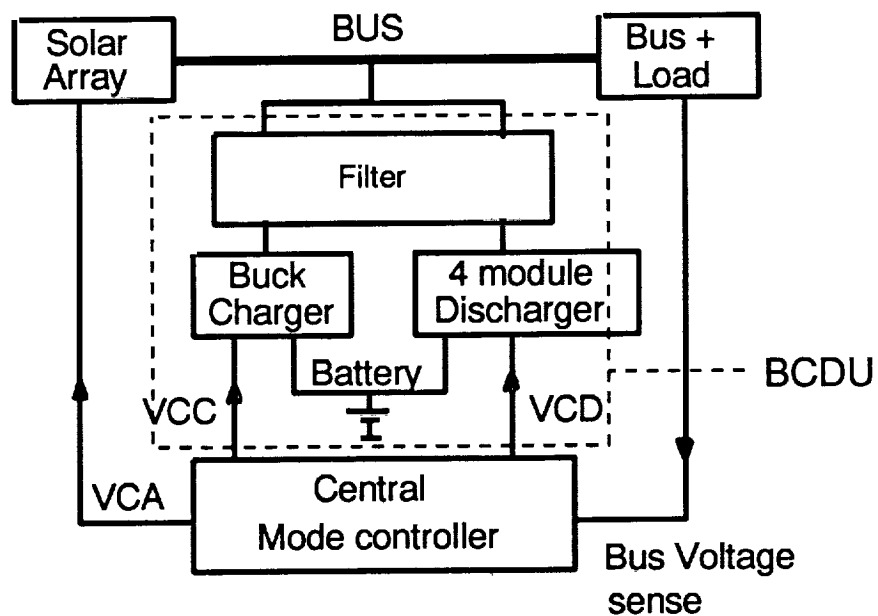 Solar
Array
BUS
Bus +
Load
Filter
Buck
Charger
4 module
Discharger
Battery
BCDU
VCC
VCD
VCA
Central
Mode controller
Bus Voltage
sense